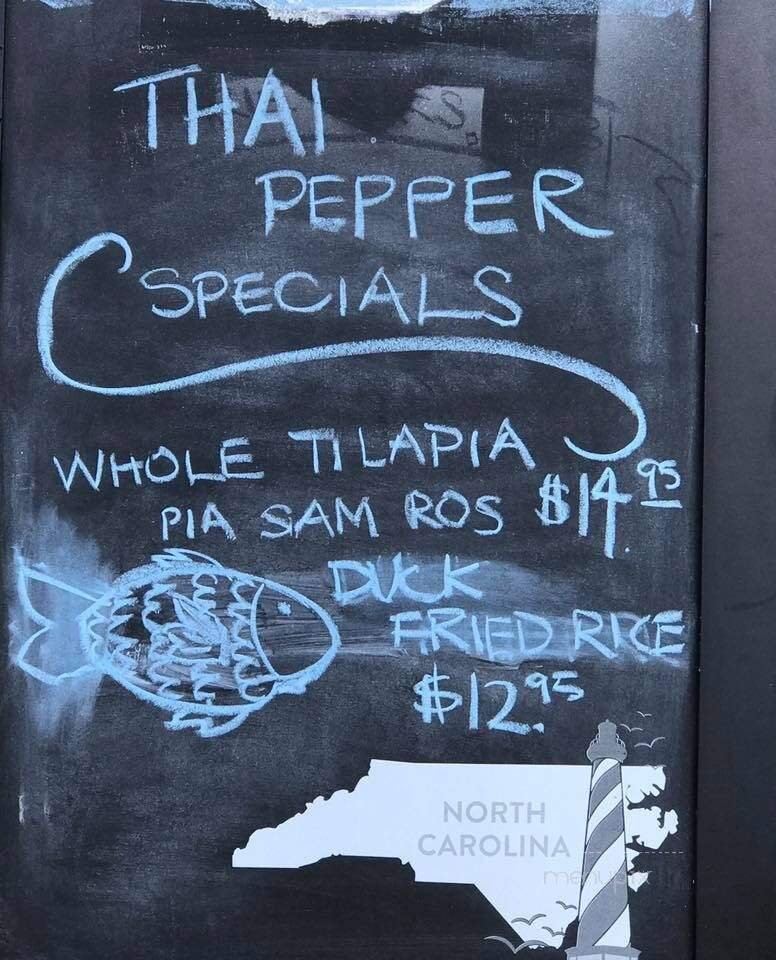 THAI
PEPPER
SPECIALS
WHOLE TILAPIA
PIA SAM ROS $14.95
DUCK
FRIED RICE
$12.95
NORTH
CAROLINA